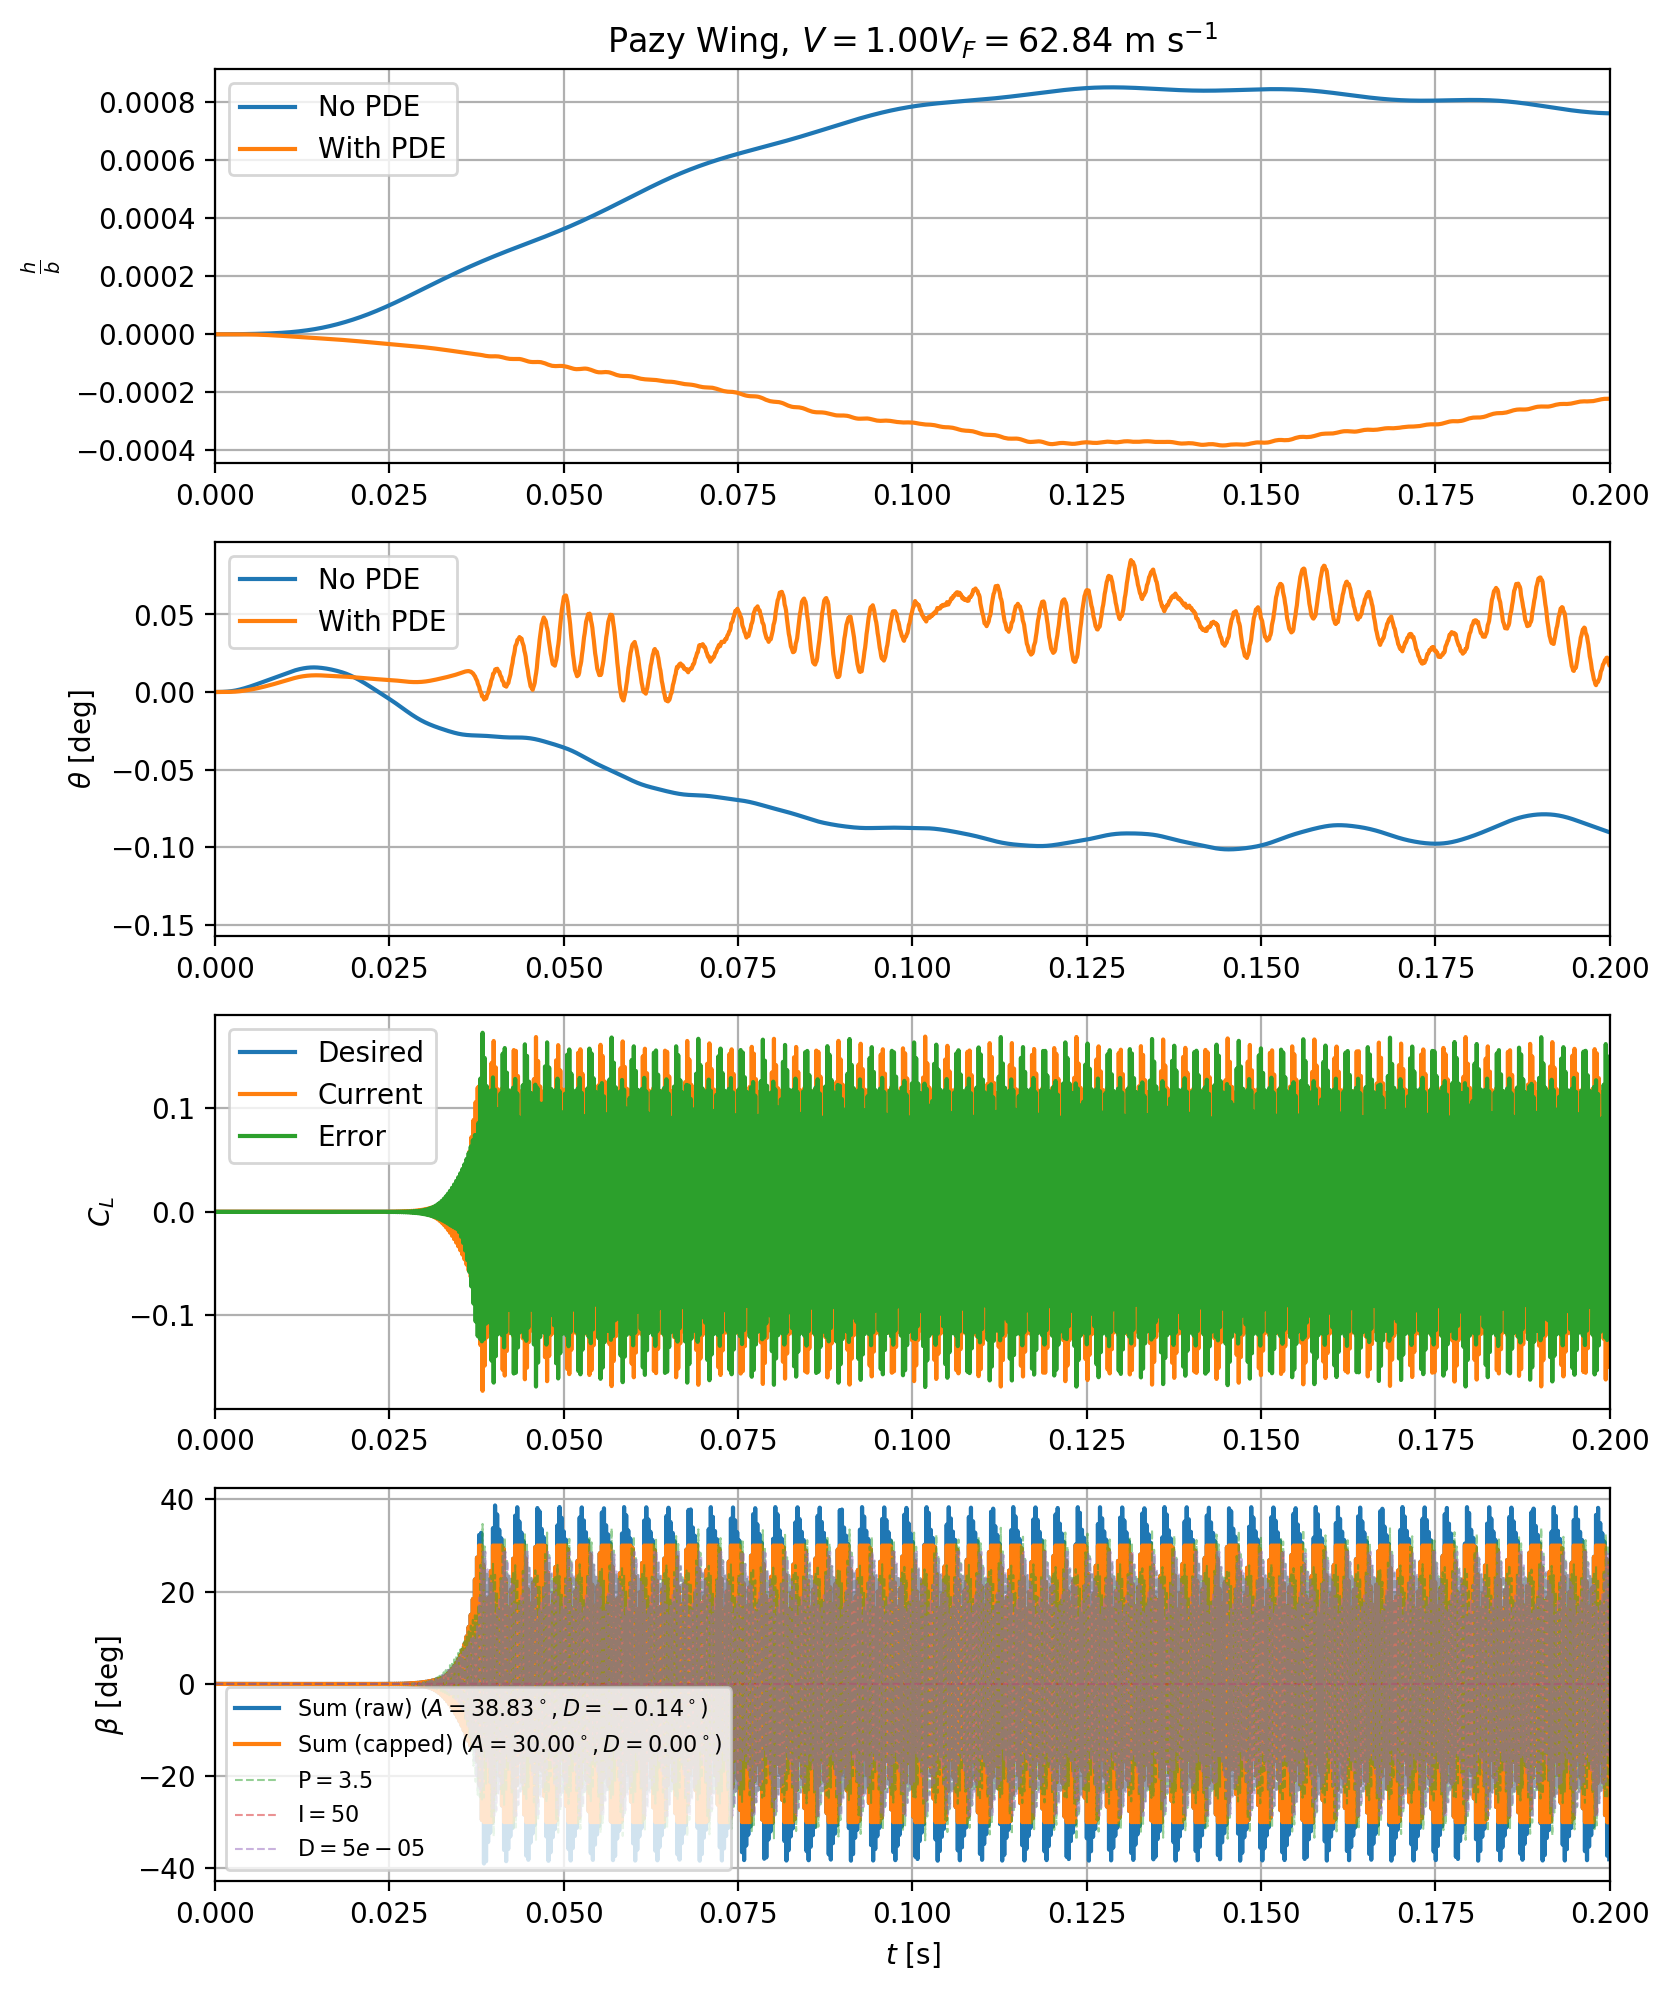 Pazy Wing, V = 1.00V_F = 62.84 m s⁻¹
0.0008
0.0006
0.0004
0.0002
0.0000
−0.0002
−0.0004
h/b
No PDE
With PDE
0.000 0.025 0.050 0.075 0.100 0.125 0.150 0.175 0.200
0.05
0.00
−0.05
−0.10
−0.15
θ [deg]
No PDE
With PDE
0.000 0.025 0.050 0.075 0.100 0.125 0.150 0.175 0.200
0.1
0.0
−0.1
C_L
Desired
Current
Error
0.000 0.025 0.050 0.075 0.100 0.125 0.150 0.175 0.200
40
20
0
−20
−40
β [deg]
Sum (raw) (A = 38.83°, D = −0.14°)
Sum (capped) (A = 30.00°, D = 0.00°)
P = 3.5
I = 50
D = 5e − 05
0.000 0.025 0.050 0.075 0.100 0.125 0.150 0.175 0.200
t [s]